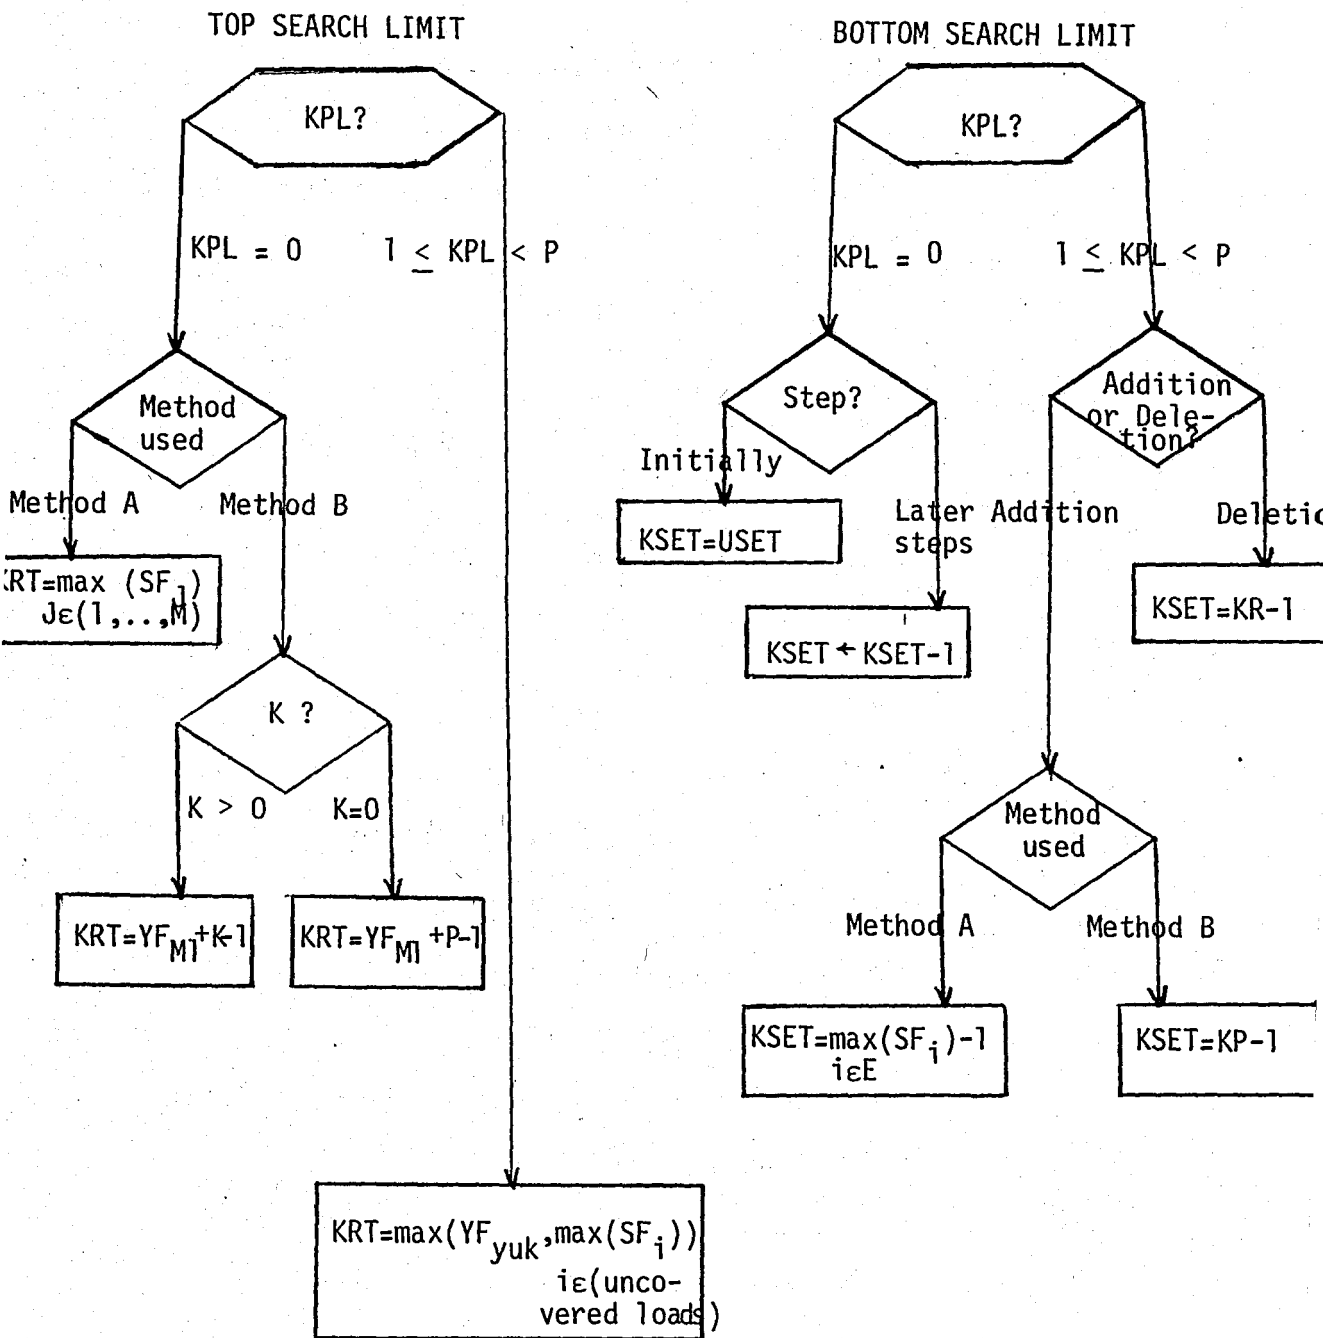 TOP SEARCH LIMIT
KPL?
KPL = 0
1 ≤ KPL < P
Method
used
Method A
Method B
KRT=max (SF_J)
Jε(1,..,M)
K ?
K > 0
K=0
KRT=YF_M1+K-1
KRT=YF_M1 +P-1
KRT=max(YF_yuk,max(SF_i))
iε(unco-
vered loads)
BOTTOM SEARCH LIMIT
KPL?
KPL = 0
1 ≤ KPL < P
Step?
Addition
or Dele-
tion?
Initially
Later Addition
steps
Deletio
KSET=USET
KSET ← KSET-1
KSET=KR-1
Method
used
Method A
Method B
KSET=max(SF_i)-1
iεE
KSET=KP-1